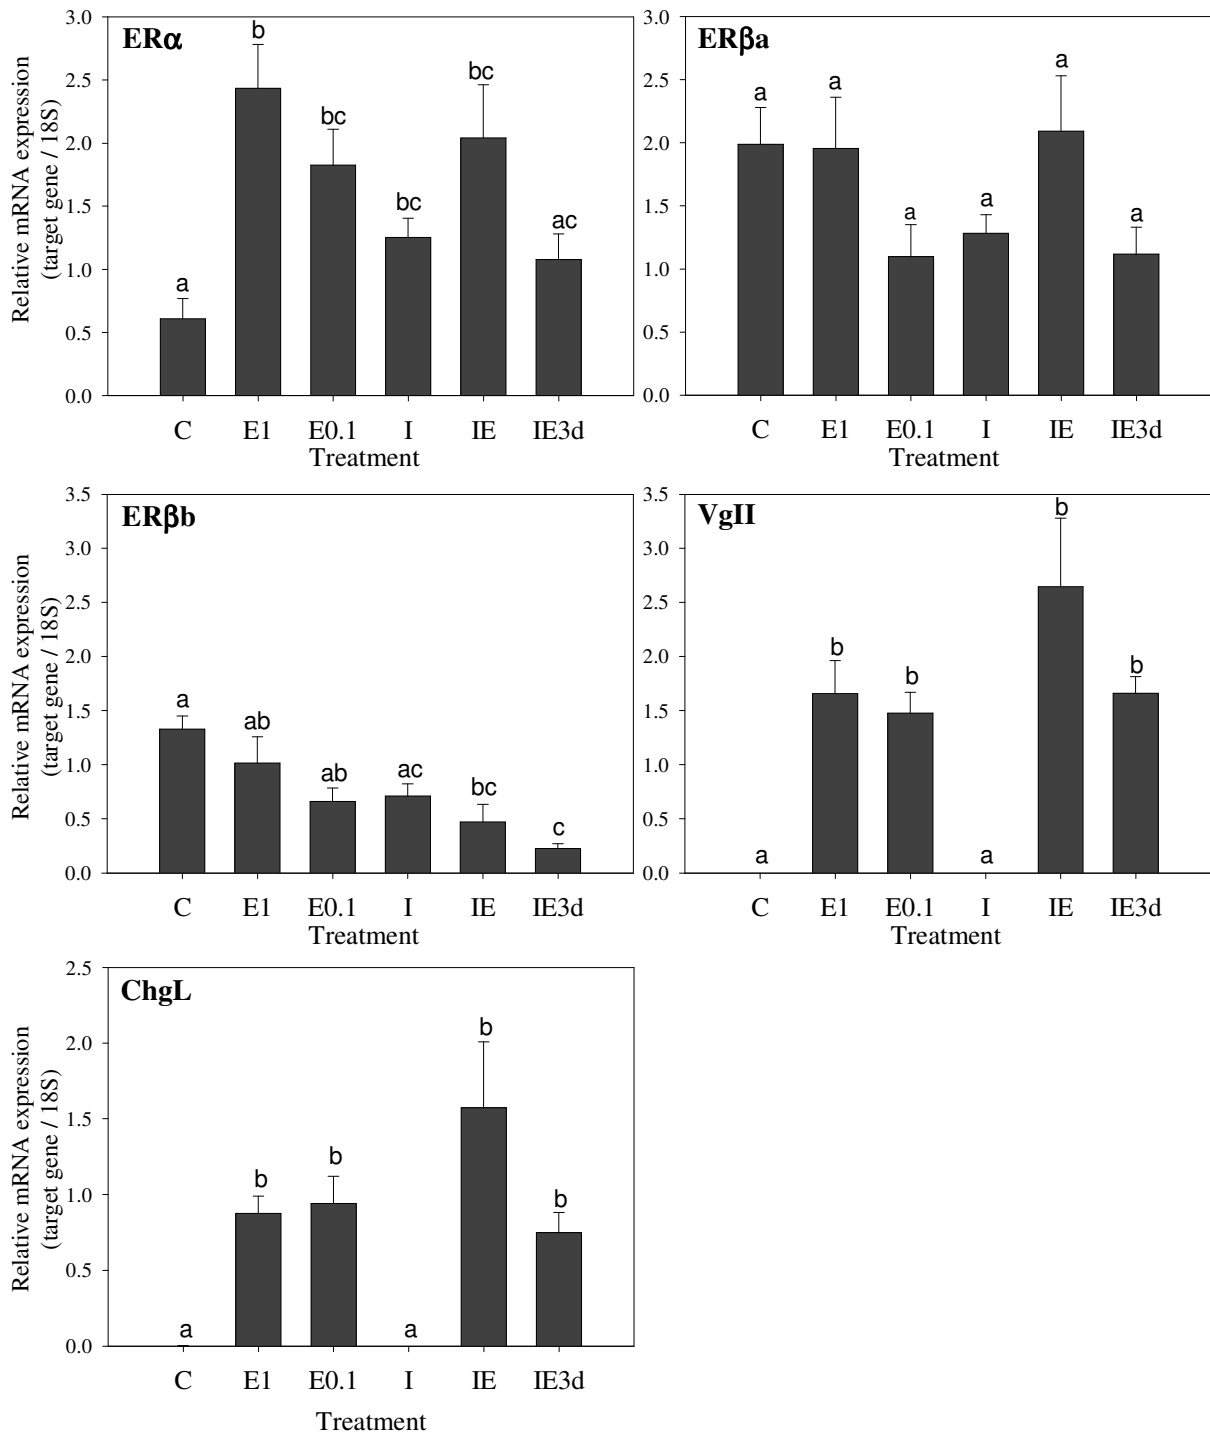 Relative mRNA expression
(target gene / 18S)
ERα
3.0
2.5
2.0
1.5
1.0
0.5
0.0
a
b
bc
bc
bc
ac
C E1 E0.1 I IE IE3d
Treatment
ERβa
3.0
2.5
2.0
1.5
1.0
0.5
0.0
a
a
a
a
a
a
C E1 E0.1 I IE IE3d
Treatment
Relative mRNA expression
(target gene / 18S)
ERβb
3.5
3.0
2.5
2.0
1.5
1.0
0.5
0.0
a
ab
ab
ac
bc
c
C E1 E0.1 I IE IE3d
Treatment
VgII
3.5
3.0
2.5
2.0
1.5
1.0
0.5
0.0
a
b
b
a
b
b
C E1 E0.1 I IE IE3d
Treatment
Relative mRNA expression
(target gene / 18S)
ChgL
2.5
2.0
1.5
1.0
0.5
0.0
a
b
b
a
b
b
C E1 E0.1 I IE IE3d
Treatment